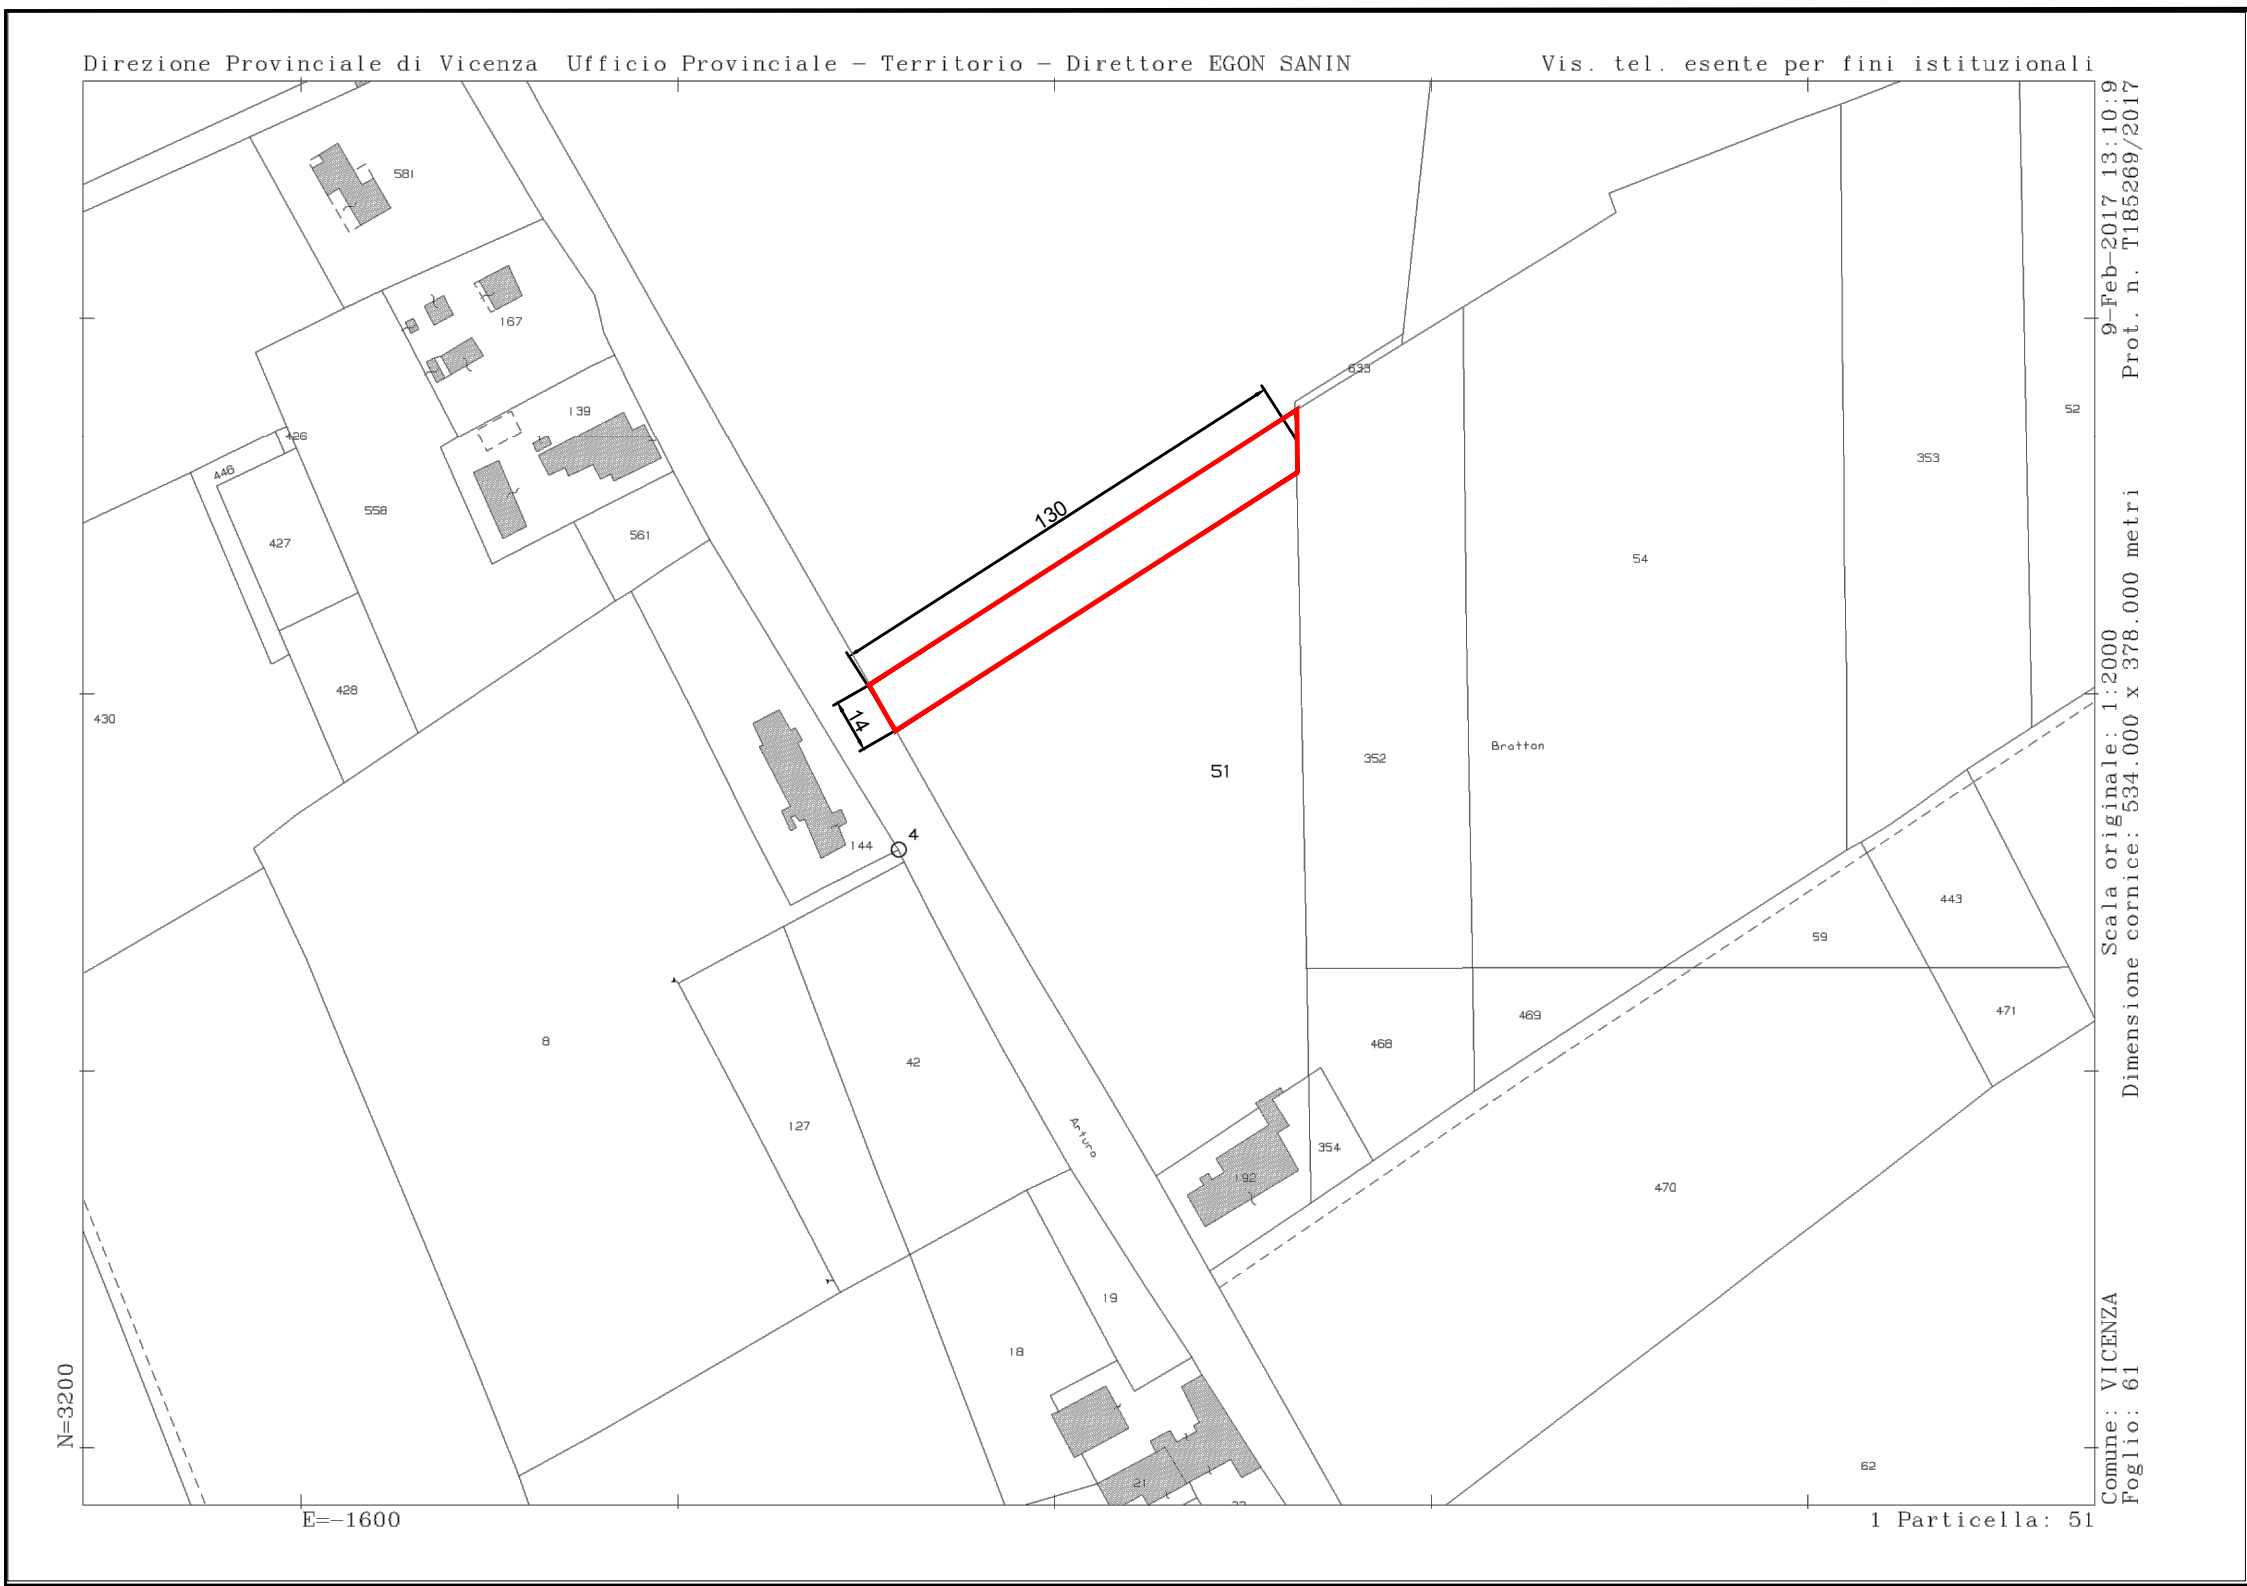 Direzione Provinciale di Vicenza Ufficio Provinciale - Territorio - Direttore EGON SANIN
Vis. tel. esente per fini istituzionali
9-Feb-2017 13:10:9
Prot. n. T185269/2017
Scala originale: 1:2000
Dimensione cornice: 534.000 x 378.000 metri
Comune: VICENZA
Foglio: 61
581
167
139
633
52
426
446
353
558
130
427
561
54
428
430
14
Bratton
352
51
4
144
443
59
471
469
8
468
42
Arturo
127
354
192
470
19
18
62
21
N=3200
E=-1600
1 Particella: 51